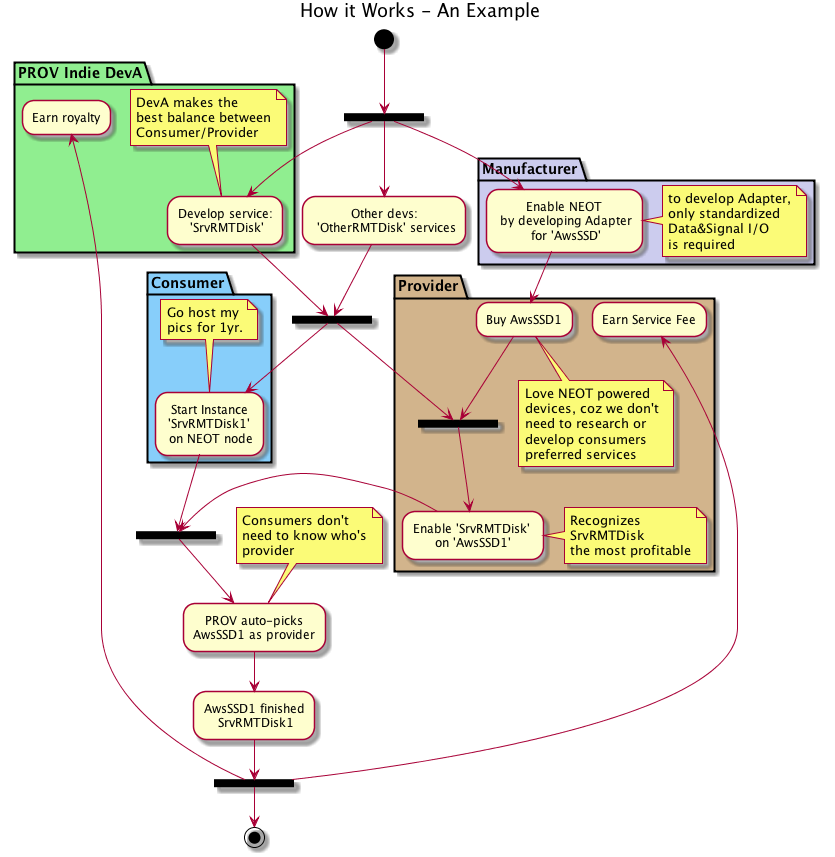 How it Works - An Example
PROV Indie DevA
Earn royalty
DevA makes the
best balance between
Consumer/Provider
Develop service:
'SrvRMTDisk'
Other devs:
'OtherRMTDisk' services
Manufacturer
Enable NEOT
by developing Adapter
for 'AwsSSD'
to develop Adapter,
only standardized
Data&Signal I/O
is required
Consumer
Go host my
pics for 1yr.
Start Instance
'SrvRMTDisk1'
on NEOT node
Provider
Buy AwsSSD1
Earn Service Fee
Love NEOT powered
devices, coz we don't
need to research or
develop consumers
preferred services
Enable 'SrvRMTDisk'
on 'AwsSSD1'
Recognizes
SrvRMTDisk
the most profitable
Consumers don't
need to know who's
provider
PROV auto-picks
AwsSSD1 as provider
AwsSSD1 finished
SrvRMTDisk1